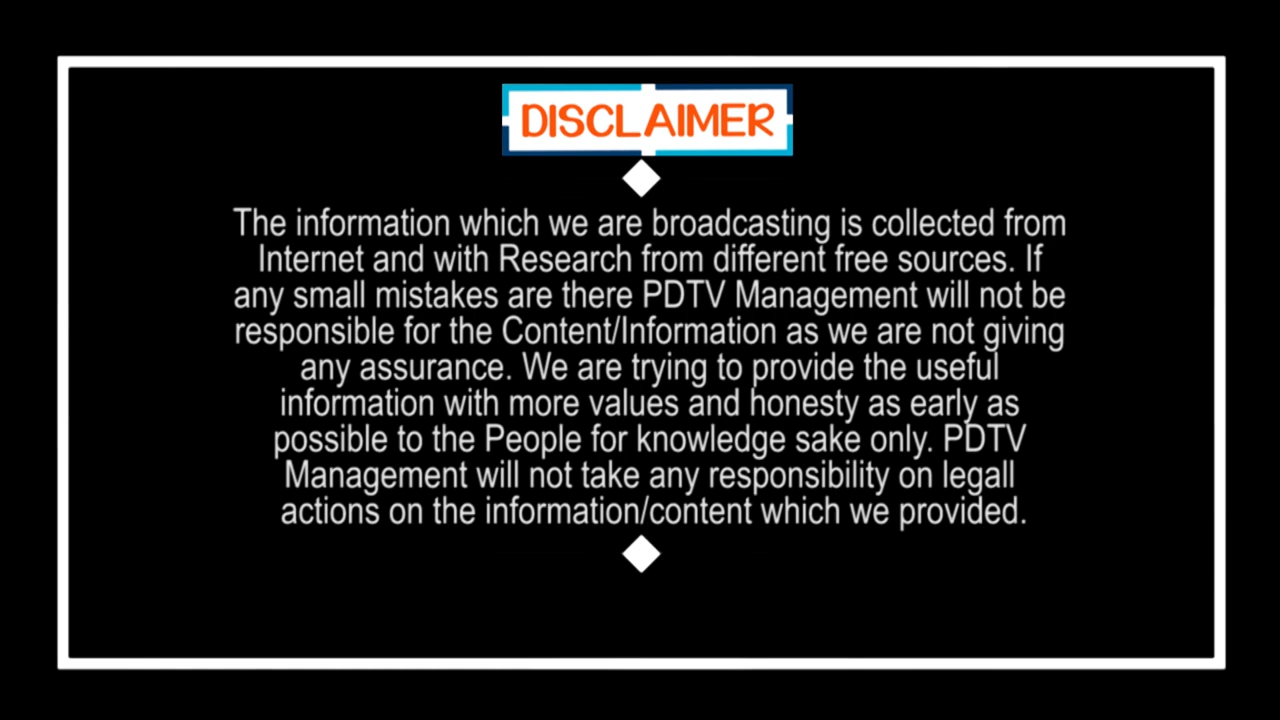 DISCLAIMER
The information which we are broadcasting is collected from
Internet and with Research from different free sources. If
any small mistakes are there PDTV Management will not be
responsible for the Content/Information as we are not giving
any assurance. We are trying to provide the useful
information with more values and honesty as early as
possible to the People for knowledge sake only. PDTV
Management will not take any responsibility on legall
actions on the information/content which we provided.